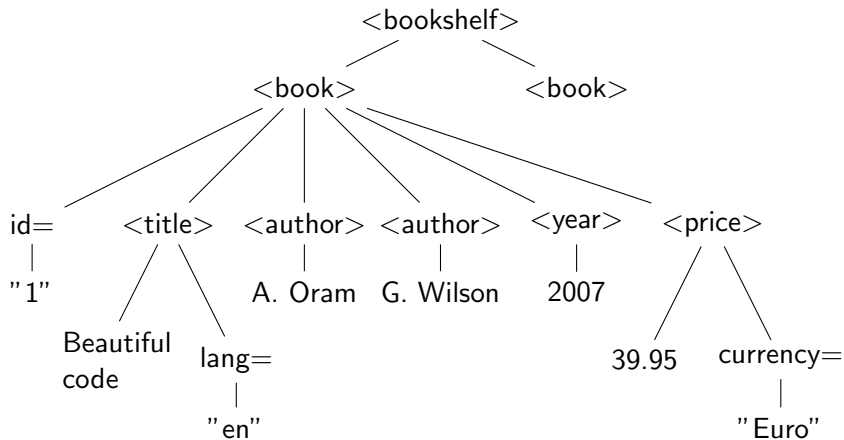 <bookshelf>
<book> <book>
id= <title> <author> <author> <year> <price>
"1" A. Oram G. Wilson 2007
Beautiful
code
lang= 39.95 currency=
"en" "Euro"